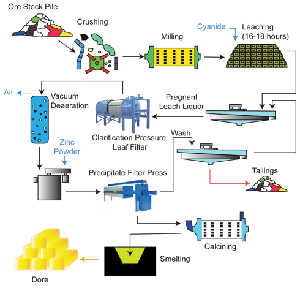 Ore Stock Pile
Crushing
Milling
Cyanide
Leaching
(16-18 hours)
Air
Vacuum
Deaeration
Clarification Pressure
Leaf Filter
Pregnant
Leach Liquor
Zinc
Powder
Precipitate Filter Press
Wash
Tailings
Calcining
Smelting
Dore